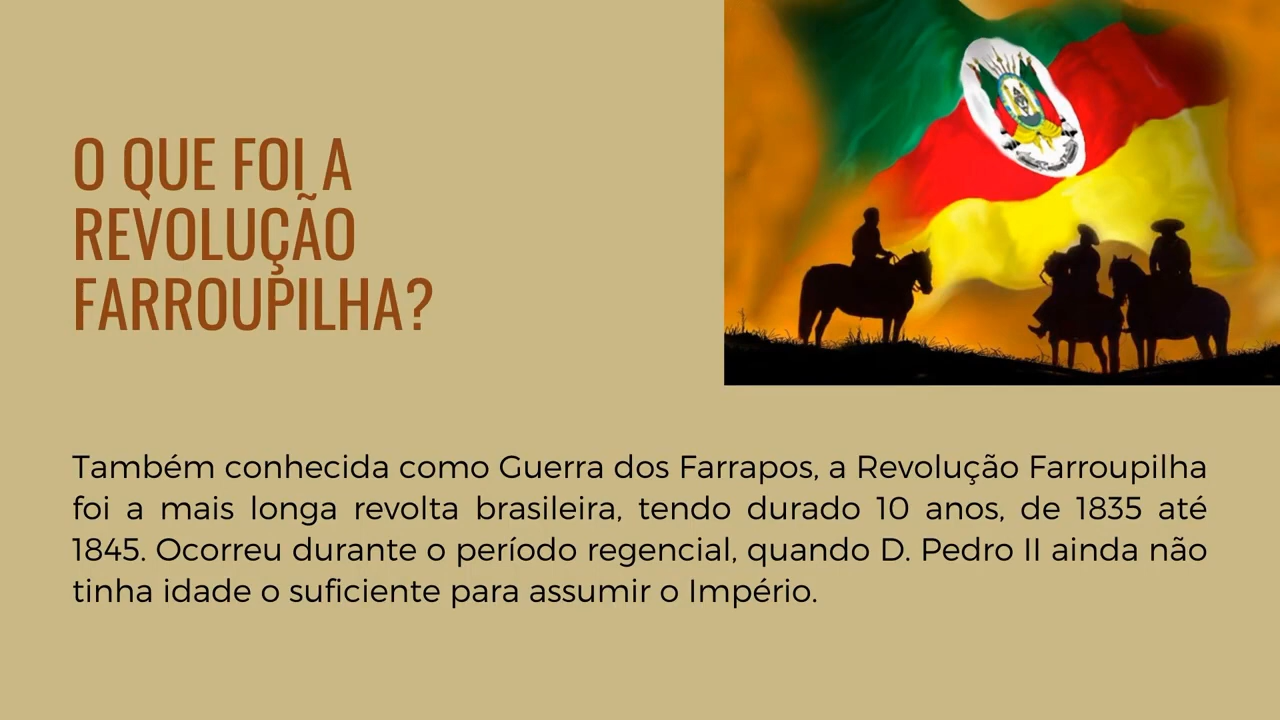 O QUE FOI A
REVOLUÇÃO
FARROUPILHA?
Também conhecida como Guerra dos Farrapos, a Revolução Farroupilha
foi a mais longa revolta brasileira, tendo durado 10 anos, de 1835 até
1845. Ocorreu durante o período regencial, quando D. Pedro II ainda não
tinha idade o suficiente para assumir o Império.